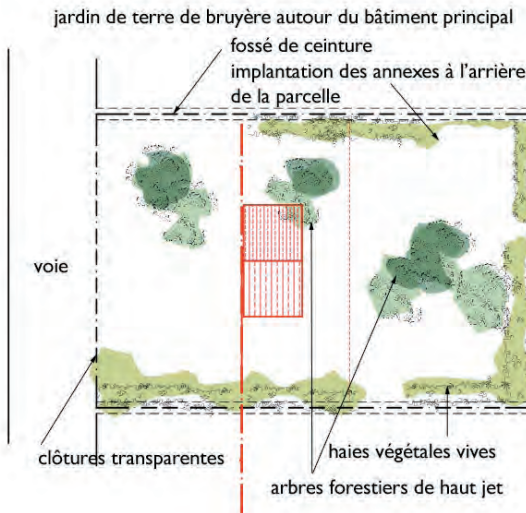 jardin de terre de bruyère autour du bâtiment principal
fossé de ceinture
implantation des annexes à l’arrière
de la parcelle
voie
clôtures transparentes
haies végétales vives
arbres forestiers de haut jet